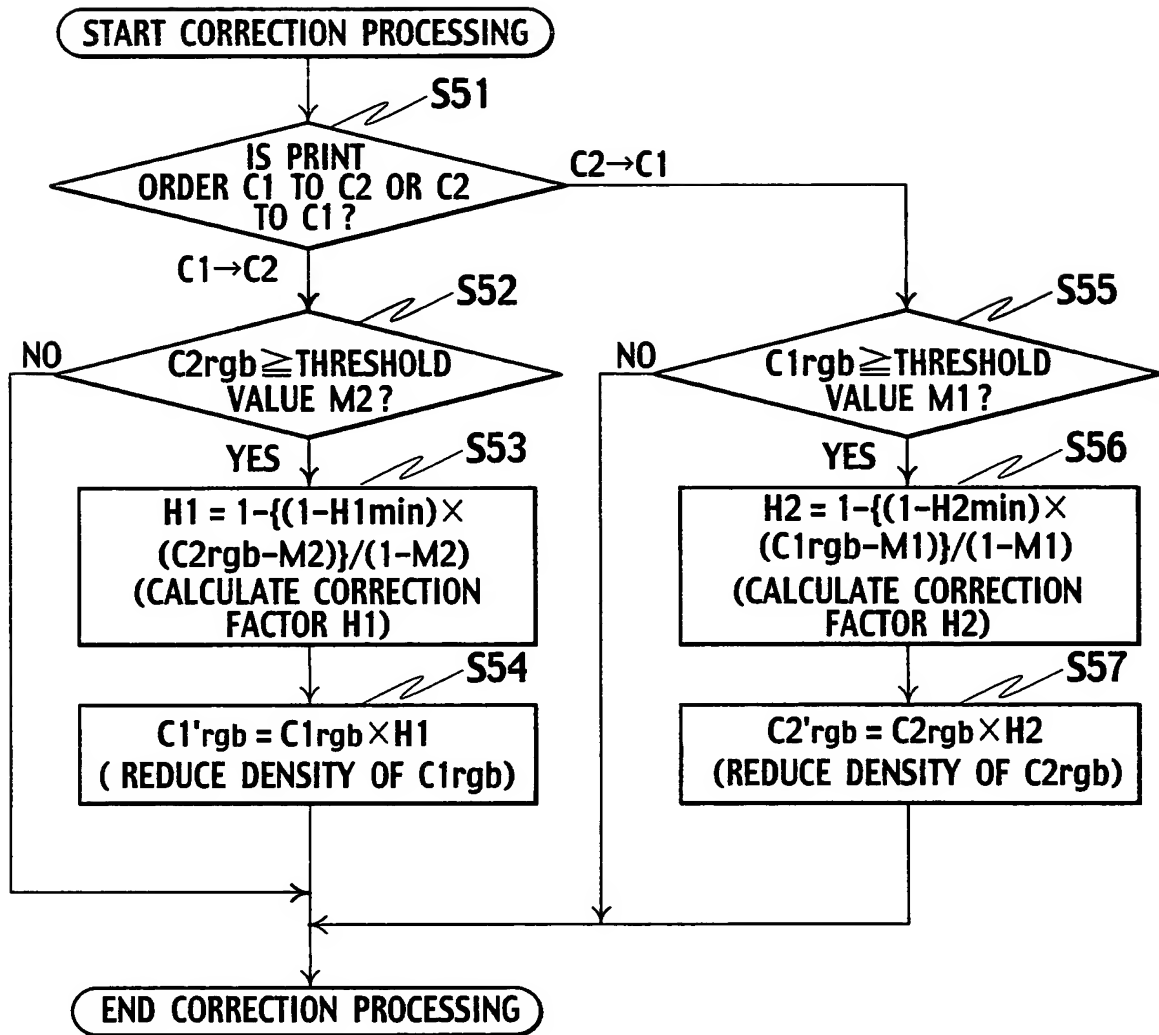 START CORRECTION PROCESSING
S51
IS PRINT
ORDER C1 TO C2 OR C2
TO C1?
C2→C1
C1→C2
S52
NO
C2rgb≧THRESHOLD
VALUE M2?
YES
S53
H1 = 1-{(1-H1min)×
(C2rgb-M2)}/(1-M2)
(CALCULATE CORRECTION
FACTOR H1)
S54
C1'rgb = C1rgb×H1
( REDUCE DENSITY OF C1rgb)
S55
NO
C1rgb≧THRESHOLD
VALUE M1?
YES
S56
H2 = 1-{(1-H2min)×
(C1rgb-M1)}/(1-M1)
(CALCULATE CORRECTION
FACTOR H2)
S57
C2'rgb = C2rgb×H2
(REDUCE DENSITY OF C2rgb)
END CORRECTION PROCESSING